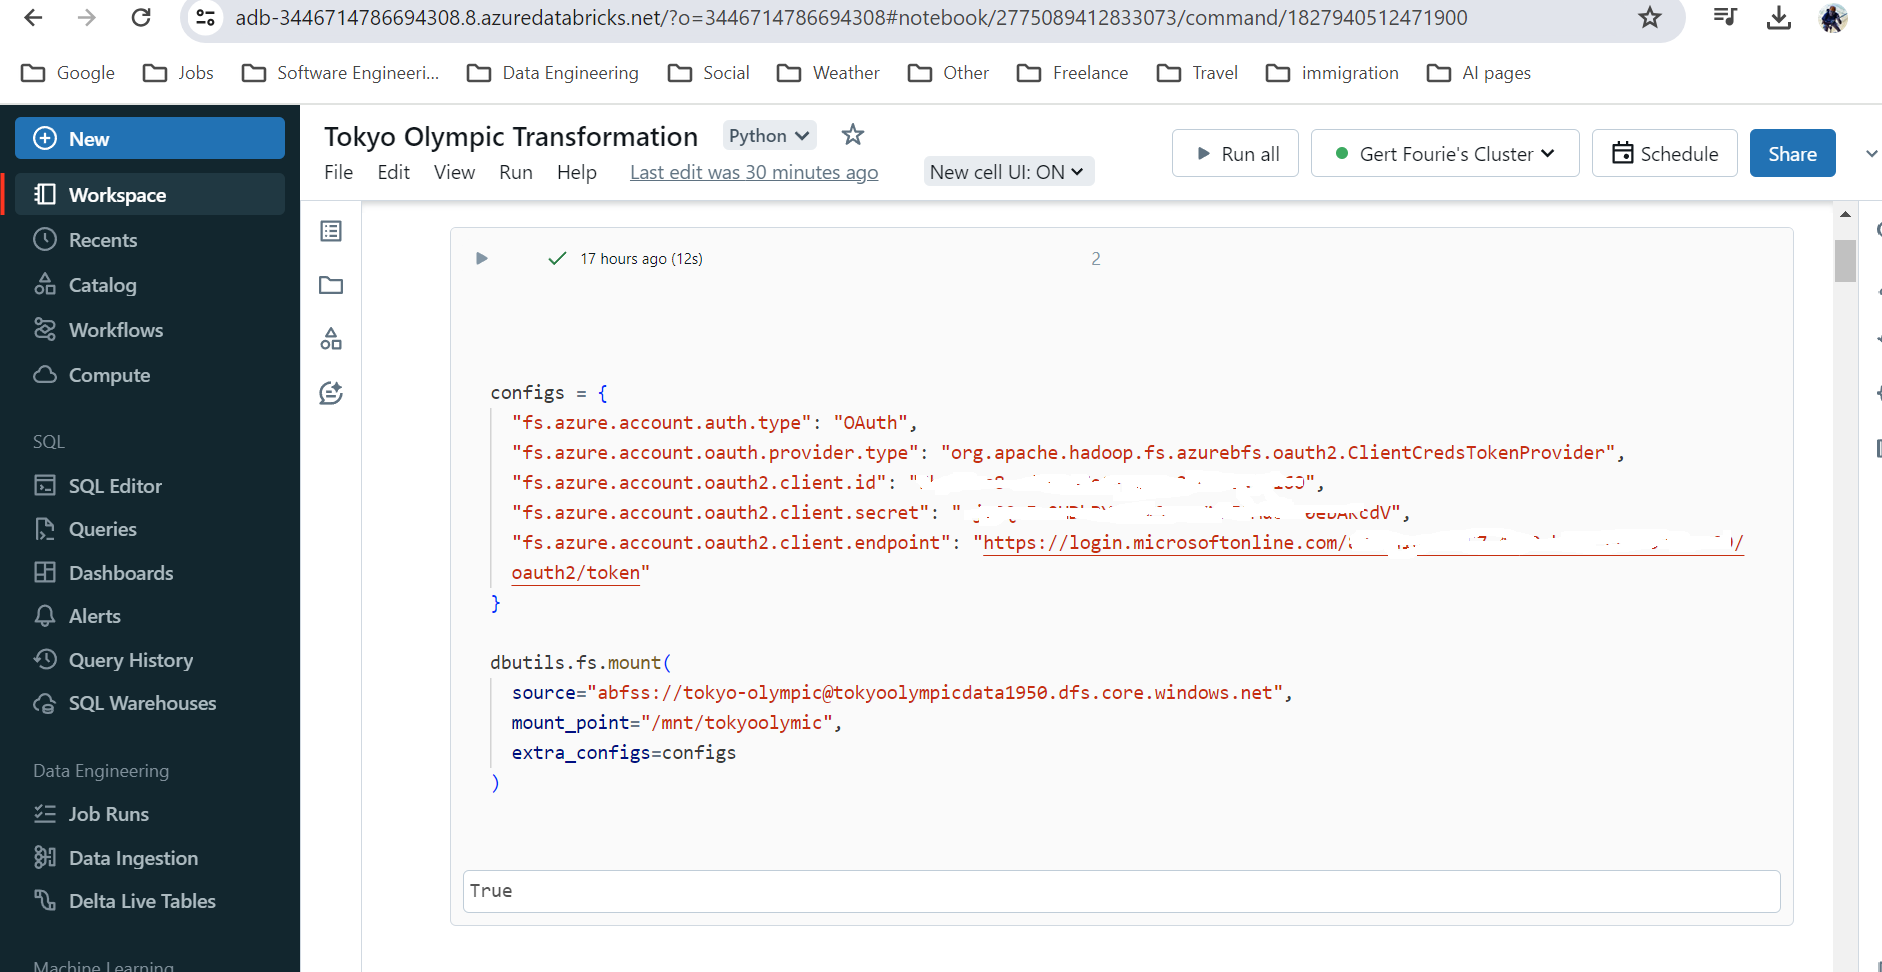 adb-3446714786694308.8.azuredatabricks.net/?o=3446714786694308#notebook/2775089412833073/command/1827940512471900
Google Jobs Software Engineeri... Data Engineering Social Weather Other Freelance Travel immigration AI pages
New
Workspace
Recents
Catalog
Workflows
Compute
SQL
SQL Editor
Queries
Dashboards
Alerts
Query History
SQL Warehouses
Data Engineering
Job Runs
Data Ingestion
Delta Live Tables
Machine Learning
Tokyo Olympic Transformation Python
File Edit View Run Help Last edit was 30 minutes ago New cell UI: ON
Run all Gert Fourie's Cluster Schedule Share
17 hours ago (12s) 2
configs = {
"fs.azure.account.auth.type": "OAuth",
"fs.azure.account.oauth.provider.type": "org.apache.hadoop.fs.azurebfs.oauth2.ClientCredsTokenProvider",
"fs.azure.account.oauth2.client.id": "
"fs.azure.account.oauth2.client.secret": "
"fs.azure.account.oauth2.client.endpoint": "https://login.microsoftonline.com/
oauth2/token"
}
dbutils.fs.mount(
source="abfss://tokyo-olympic@tokyoolympicdata1950.dfs.core.windows.net",
mount_point="/mnt/tokyoolymic",
extra_configs=configs
)
True